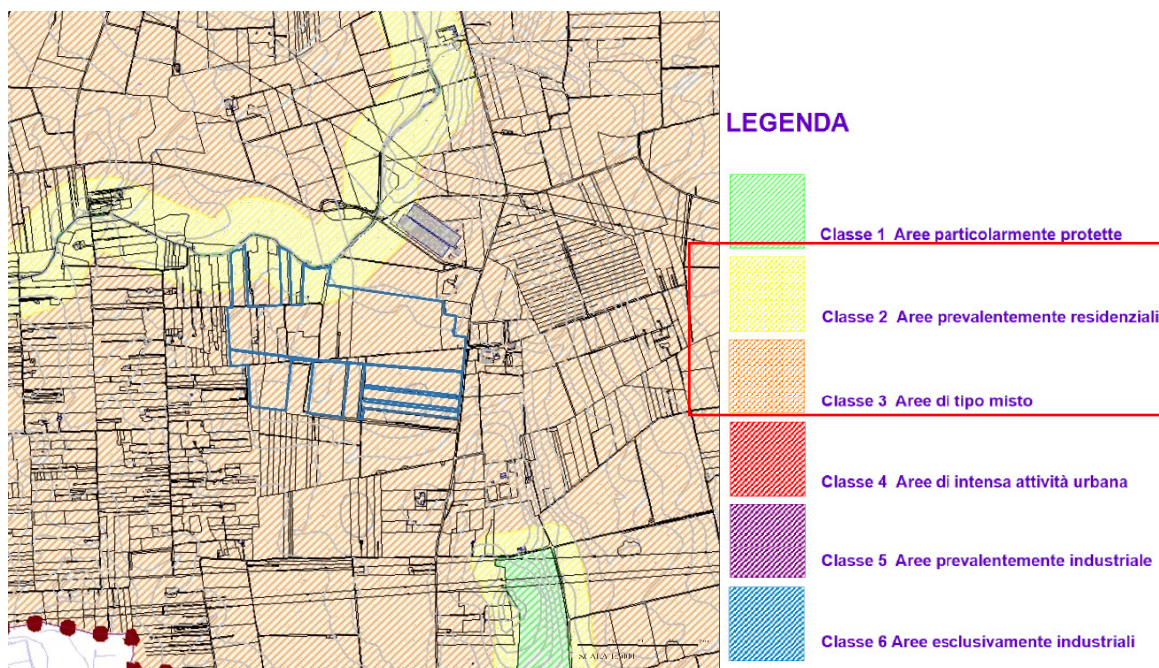 LEGENDA
Classe 1 Aree particolarmente protette
Classe 2 Aree prevalentemente residenziali
Classe 3 Aree di tipo misto
Classe 4 Aree di intensa attività urbana
Classe 5 Aree prevalentemente industriale
Classe 6 Aree esclusivamente industriali